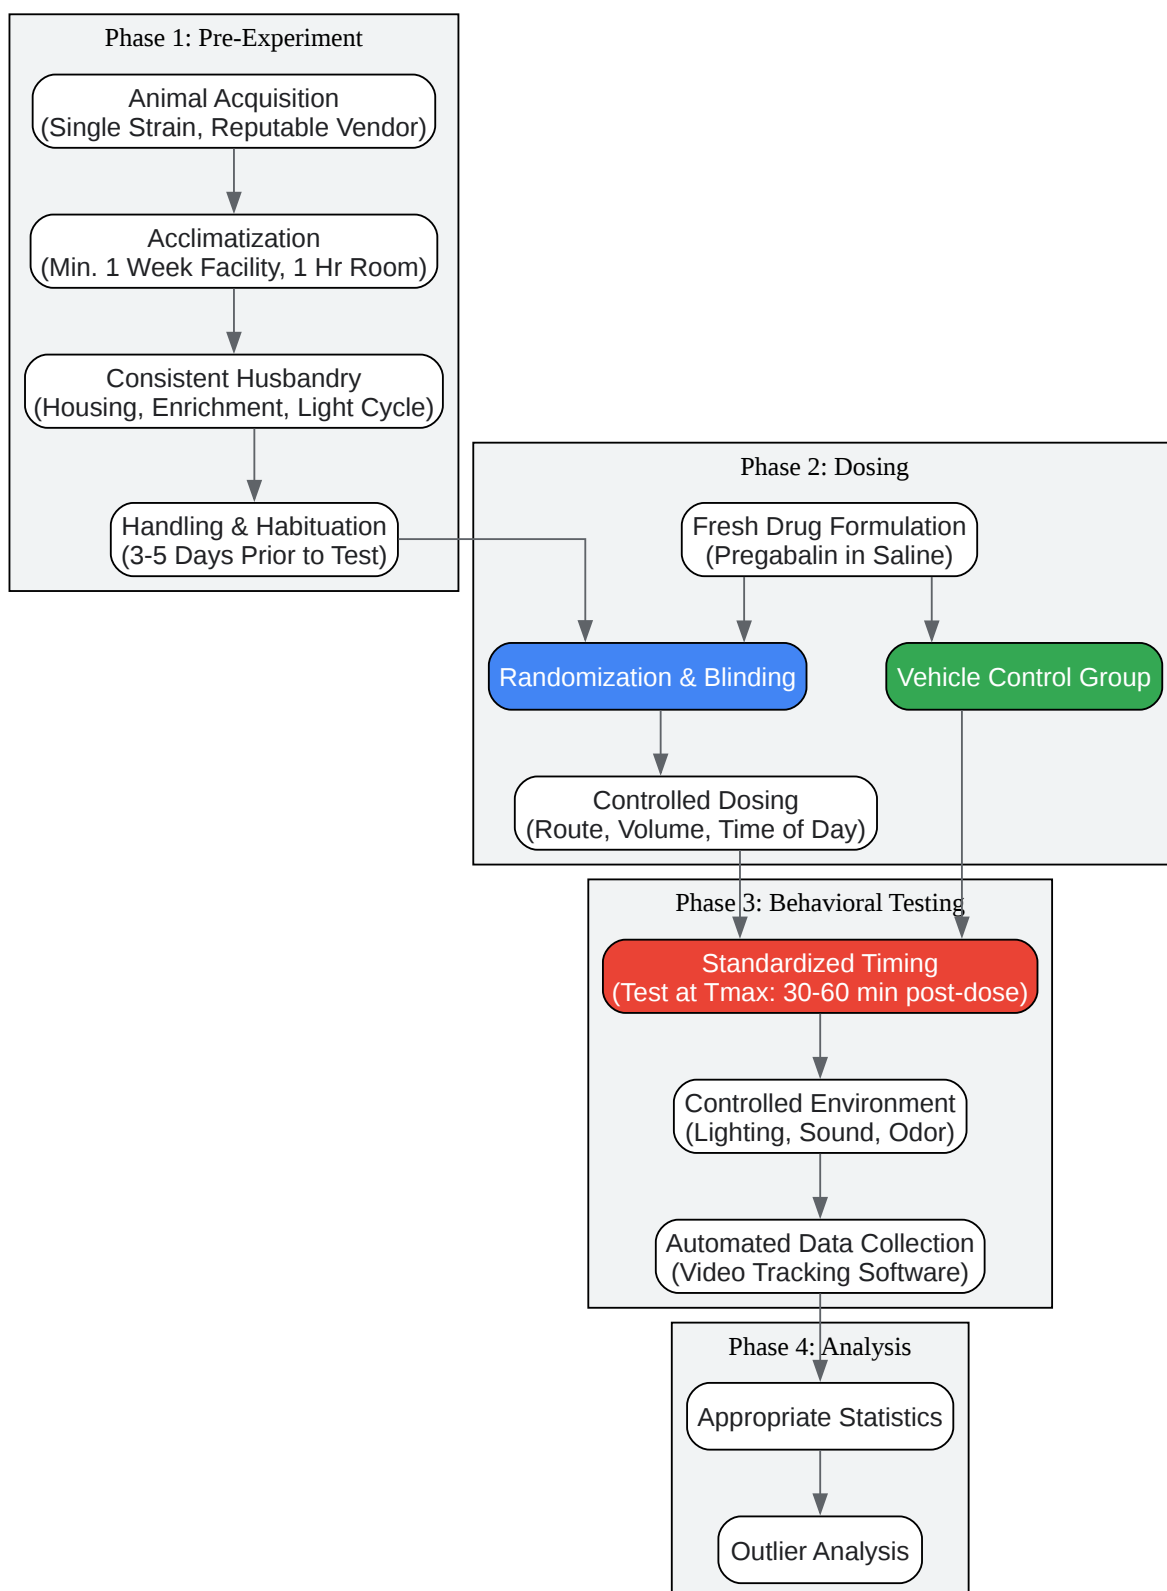 Phase 1: Pre-Experiment
Animal Acquisition
(Single Strain, Reputable Vendor)
Acclimatization
(Min. 1 Week Facility, 1 Hr Room)
Consistent Husbandry
(Housing, Enrichment, Light Cycle)
Handling & Habituation
(3-5 Days Prior to Test)
Phase 2: Dosing
Fresh Drug Formulation
(Pregabalin in Saline)
Randomization & Blinding
Vehicle Control Group
Controlled Dosing
(Route, Volume, Time of Day)
Phase 3: Behavioral Testing
Standardized Timing
(Test at Tmax: 30-60 min post-dose)
Controlled Environment
(Lighting, Sound, Odor)
Automated Data Collection
(Video Tracking Software)
Phase 4: Analysis
Appropriate Statistics
Outlier Analysis